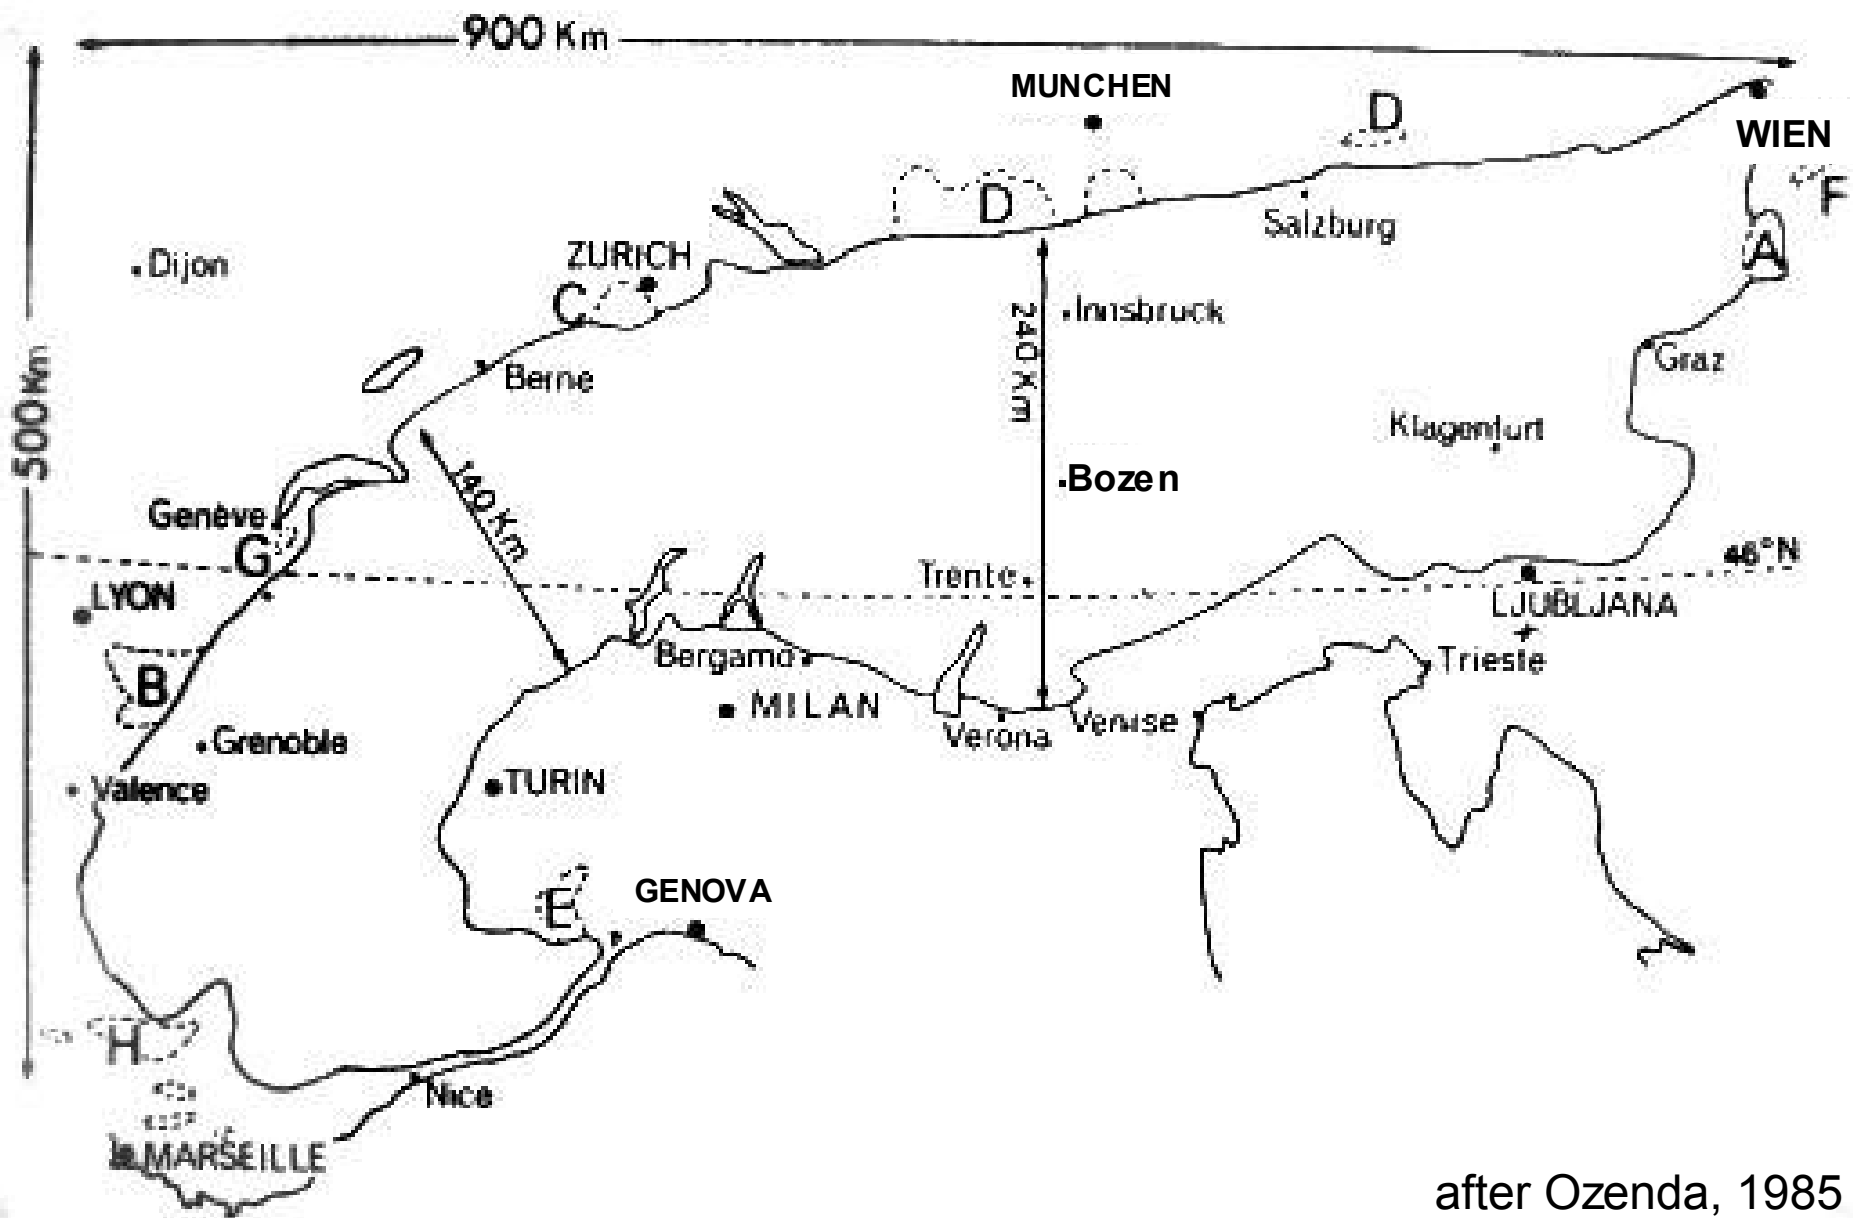 900 Km
MUNCHEN
D
WIEN
F
D
Salzburg
A
Dijon
ZURICH
C
Innsbruck
240 Km
Graz
Berne
500 Km
Klagenfurt
140 Km
Bozen
Genève
G
46°N
Trente
LYON
LJUBLJANA
Bergamo
Trieste
B
MILAN
Venise
Verona
Grenoble
TURIN
Valence
E
GENOVA
H
Nice
MARSEILLE
after Ozenda, 1985